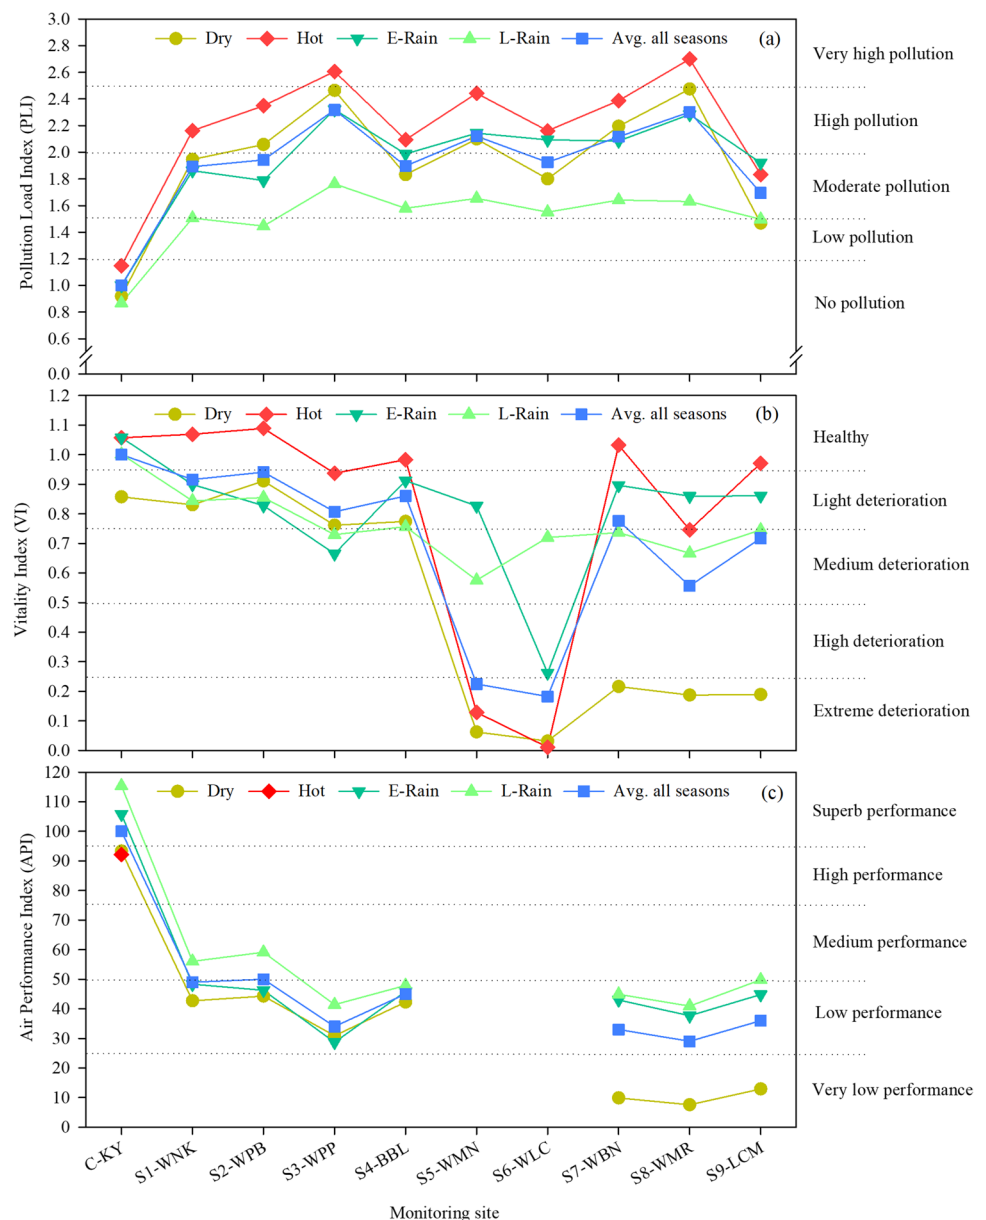 Pollution Load Index (PLI)
3.0
2.8
2.6
2.4
2.2
2.0
1.8
1.6
1.4
1.2
1.0
0.8
0.6
0.0
Dry Hot E-Rain L-Rain Avg. all seasons (a)
Very high pollution
High pollution
Moderate pollution
Low pollution
No pollution
Vitality Index (VI)
1.2
1.1
1.0
0.9
0.8
0.7
0.6
0.5
0.4
0.3
0.2
0.1
0.0
Dry Hot E-Rain L-Rain Avg. all seasons (b)
Healthy
Light deterioration
Medium deterioration
High deterioration
Extreme deterioration
Air Performance Index (API)
120
110
100
90
80
70
60
50
40
30
20
10
0
Dry Hot E-Rain L-Rain Avg. all seasons (c)
Superb performance
High performance
Medium performance
Low performance
Very low performance
C-KY S1-WNK S2-WPB S3-WPP S4-BBL S5-WMN S6-WLC S7-WBN S8-WMR S9-LCM
Monitoring site